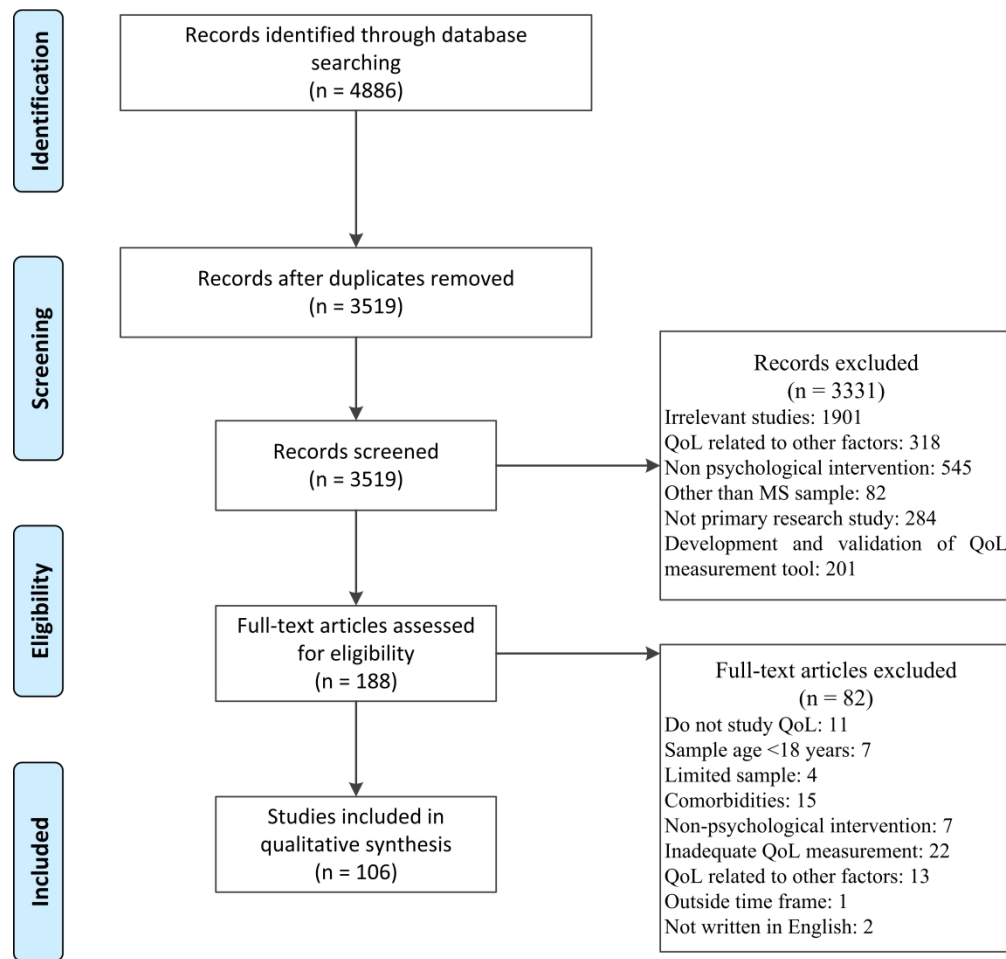 Identification
Records identified through database
searching
(n = 4886)
Screening
Records after duplicates removed
(n = 3519)
Records screened
(n = 3519)
Records excluded
(n = 3331)
Irrelevant studies: 1901
QoL related to other factors: 318
Non psychological intervention: 545
Other than MS sample: 82
Not primary research study: 284
Development and validation of QoL
measurement tool: 201
Eligibility
Full-text articles assessed
for eligibility
(n = 188)
Full-text articles excluded
(n = 82)
Do not study QoL: 11
Sample age <18 years: 7
Limited sample: 4
Comorbidities: 15
Non-psychological intervention: 7
Inadequate QoL measurement: 22
QoL related to other factors: 13
Outside time frame: 1
Not written in English: 2
Included
Studies included in
qualitative synthesis
(n = 106)